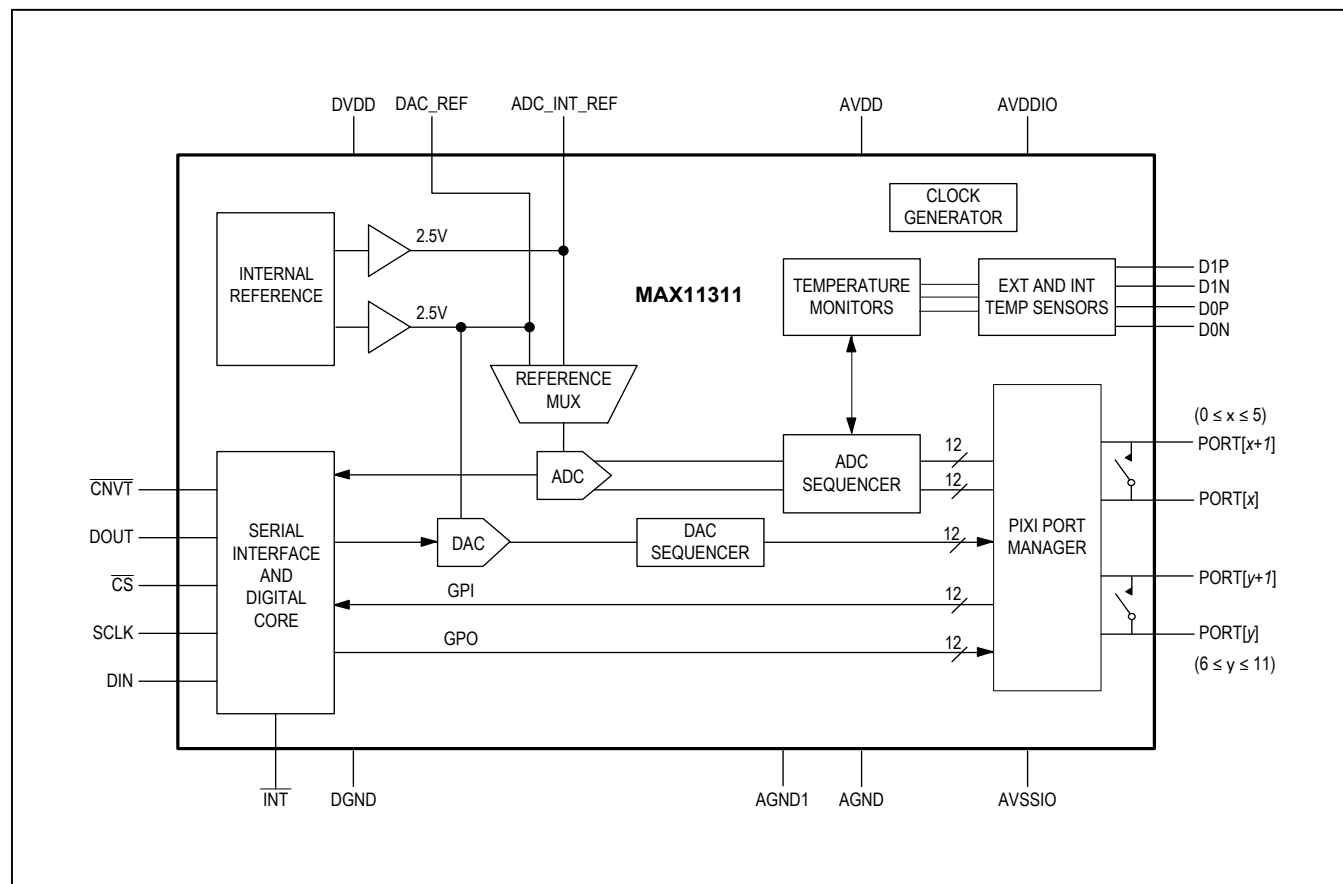 DVDD
DAC_REF
ADC_INT_REF
AVDD
AVDDIO
CLOCK
GENERATOR
INTERNAL
REFERENCE
2.5V
2.5V
MAX11311
TEMPERATURE
MONITORS
EXT AND INT
TEMP SENSORS
D1P
D1N
D0P
D0N
REFERENCE
MUX
ADC
ADC
SEQUENCER
12
12
PIXI PORT
MANAGER
(0 ≤ x ≤ 5)
PORT[x+1]
PORT[x]
CNVT
DOUT
CS
SCLK
DIN
SERIAL
INTERFACE
AND
DIGITAL
CORE
DAC
DAC
SEQUENCER
12
GPI
12
GPO
12
PORT[y+1]
PORT[y]
(6 ≤ y ≤ 11)
INT
DGND
AGND1
AGND
AVSSIO